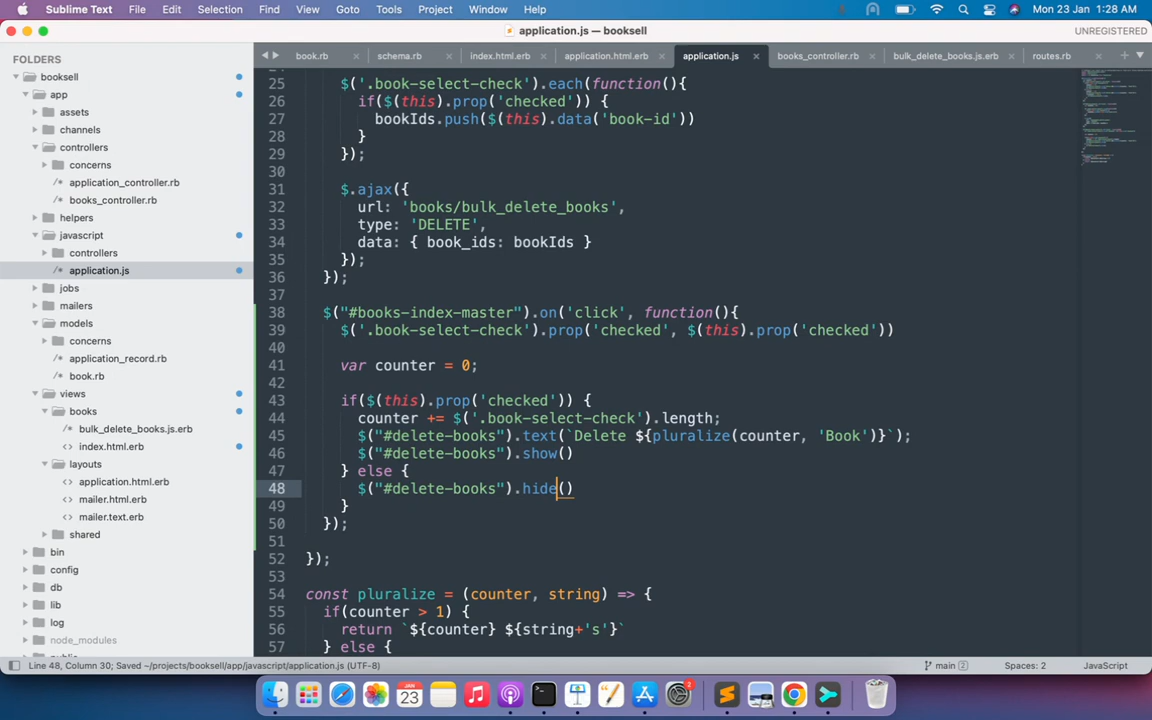 Sublime Text File Edit Selection Find View Goto Tools Project Window Help Mon 23 Jan 1:28 AM
application.js — booksell UNREGISTERED
FOLDERS
booksell
app
assets
channels
controllers
concerns
application_controller.rb
books_controller.rb
helpers
javascript
controllers
application.js
jobs
mailers
models
concerns
application_record.rb
book.rb
views
books
bulk_delete_books.js.erb
index.html.erb
layouts
application.html.erb
mailer.html.erb
mailer.text.erb
shared
bin
config
db
lib
log
node_modules
book.rb schema.rb index.html.erb application.html.erb application.js books_controller.rb bulk_delete_books.js.erb routes.rb
25 $('.book-select-check').each(function(){
26 if($(this).prop('checked')) {
27 bookIds.push($(this).data('book-id'))
28 }
29 });
30
31 $.ajax({
32 url: 'books/bulk_delete_books',
33 type: 'DELETE',
34 data: { book_ids: bookIds }
35 });
36 });
37
38 $("#books-index-master").on('click', function(){
39 $('.book-select-check').prop('checked', $(this).prop('checked'))
40
41 var counter = 0;
42
43 if($(this).prop('checked')) {
44 counter += $('.book-select-check').length;
45 $("#delete-books").text(`Delete ${pluralize(counter, 'Book')}`);
46 $("#delete-books").show()
47 } else {
48 $("#delete-books").hide()
49 }
50 });
51
52 });
53
54 const pluralize = (counter, string) => {
55 if(counter > 1) {
56 return `${counter} ${string+'s'}`
57 } else {
Line 48, Column 30; Saved ~/projects/booksell/app/javascript/application.js (UTF-8) main 2 Spaces: 2 JavaScript